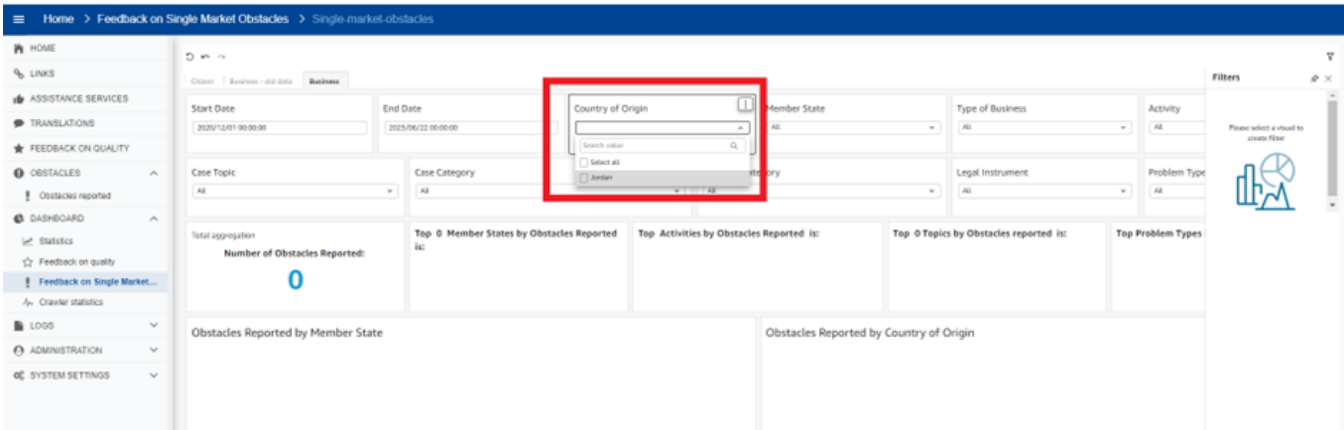 Home > Feedback on Single Market Obstacles > Single-market-obstacles
HOME
LINKS
ASSISTANCE SERVICES
TRANSLATIONS
FEEDBACK ON QUALITY
OBSTACLES
Obstacles reported
DASHBOARD
Statistics
Feedback on quality
Feedback on Single Market...
Crawler statistics
LOGS
ADMINISTRATION
SYSTEM SETTINGS
Citizen Business - old data Business
Start Date
2020/12/01 00:00:00
End Date
2025/06/22 00:00:00
Country of Origin
Search value
Select all
Jordan
Member State
All
Type of Business
All
Activity
All
Case Topic
All
Case Category
All
All
Legal Instrument
All
Problem Type
All
Total aggregation
Number of Obstacles Reported:
0
Top 0 Member States by Obstacles Reported
is:
Top Activities by Obstacles Reported is:
Top 0 Topics by Obstacles reported is:
Top Problem Types
Obstacles Reported by Member State
Obstacles Reported by Country of Origin
Filters
Please select a visual to
create filter